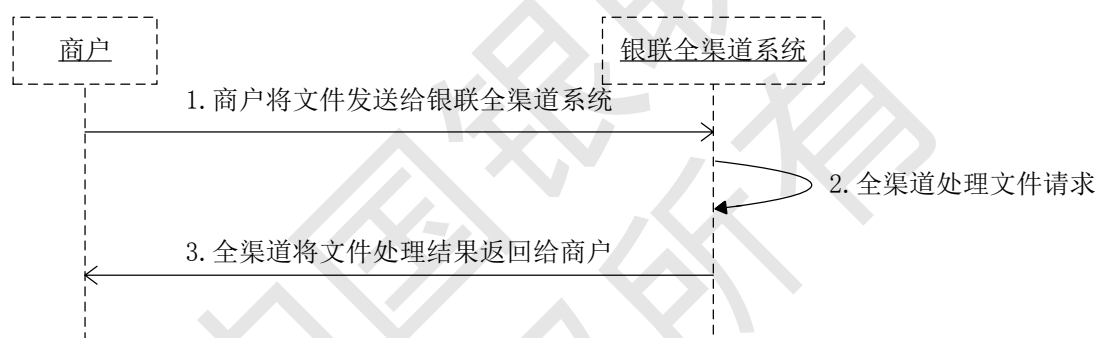 商户
银联全渠道系统
1.商户将文件发送给银联全渠道系统
2.全渠道处理文件请求
3.全渠道将文件处理结果返回给商户